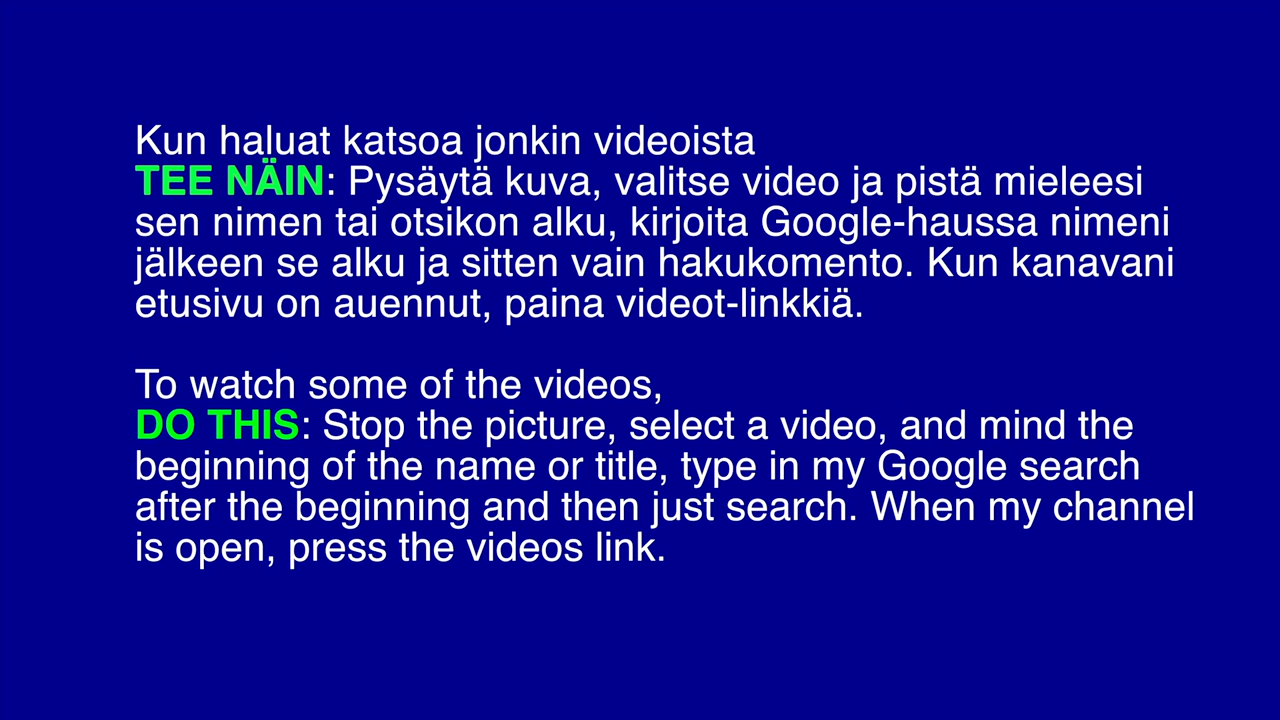 Kun haluat katsoa jonkin videoista
TEE NÄIN: Pysäytä kuva, valitse video ja pistä mieleesi
sen nimen tai otsikon alku, kirjoita Google-haussa nimeni
jälkeen se alku ja sitten vain hakukomento. Kun kanavani
etusivu on auennut, paina videot-linkkiä.
To watch some of the videos,
DO THIS: Stop the picture, select a video, and mind the
beginning of the name or title, type in my Google search
after the beginning and then just search. When my channel
is open, press the videos link.